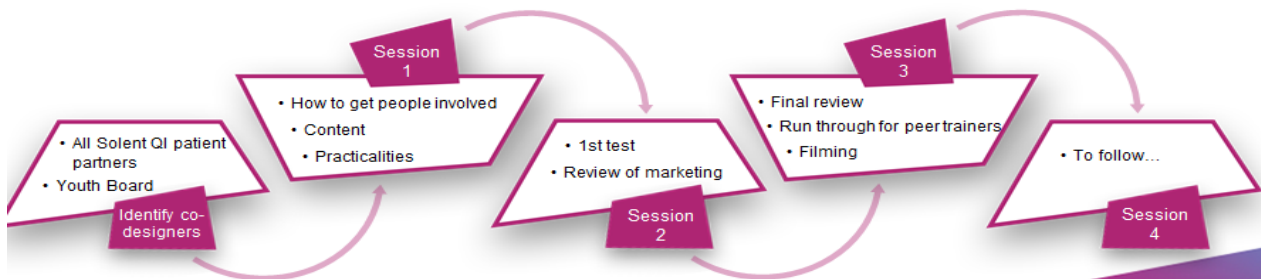 • All Solent QI patient
partners
• Youth Board
Identify co-
designers
Session
1
• How to get people involved
• Content
• Practicalities
• 1st test
• Review of marketing
Session
2
Session
3
• Final review
• Run through for peer trainers
• Filming
• To follow...
Session
4